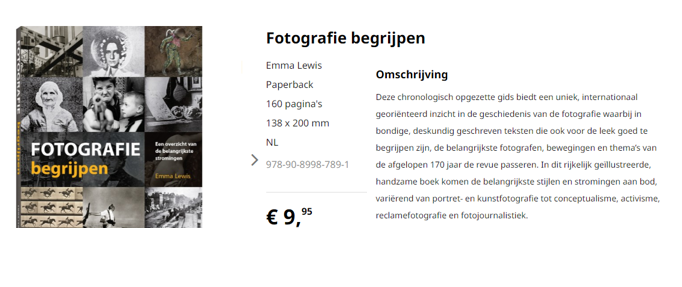 FOTOGRAFIE
begrijpen
Een overzicht van
de belangrijkste
stromingen
Emma Lewis
Fotografie begrijpen
Emma Lewis
Paperback
160 pagina's
138 x 200 mm
NL
978-90-8998-789-1
€ 9,95
Omschrijving
Deze chronologisch opgezette gids biedt een uniek, internationaal
georiënteerd inzicht in de geschiedenis van de fotografie waarbij in
bondige, deskundig geschreven teksten die ook voor de leek goed te
begrijpen zijn, de belangrijkste fotografen, bewegingen en thema's van
de afgelopen 170 jaar de revue passeren. In dit rijkelijk geïllustreerde,
handzame boek komen de belangrijkste stijlen en stromingen aan bod,
variërend van portret- en kunstfotografie tot conceptualisme, activisme,
reclamefotografie en fotojournalistiek.